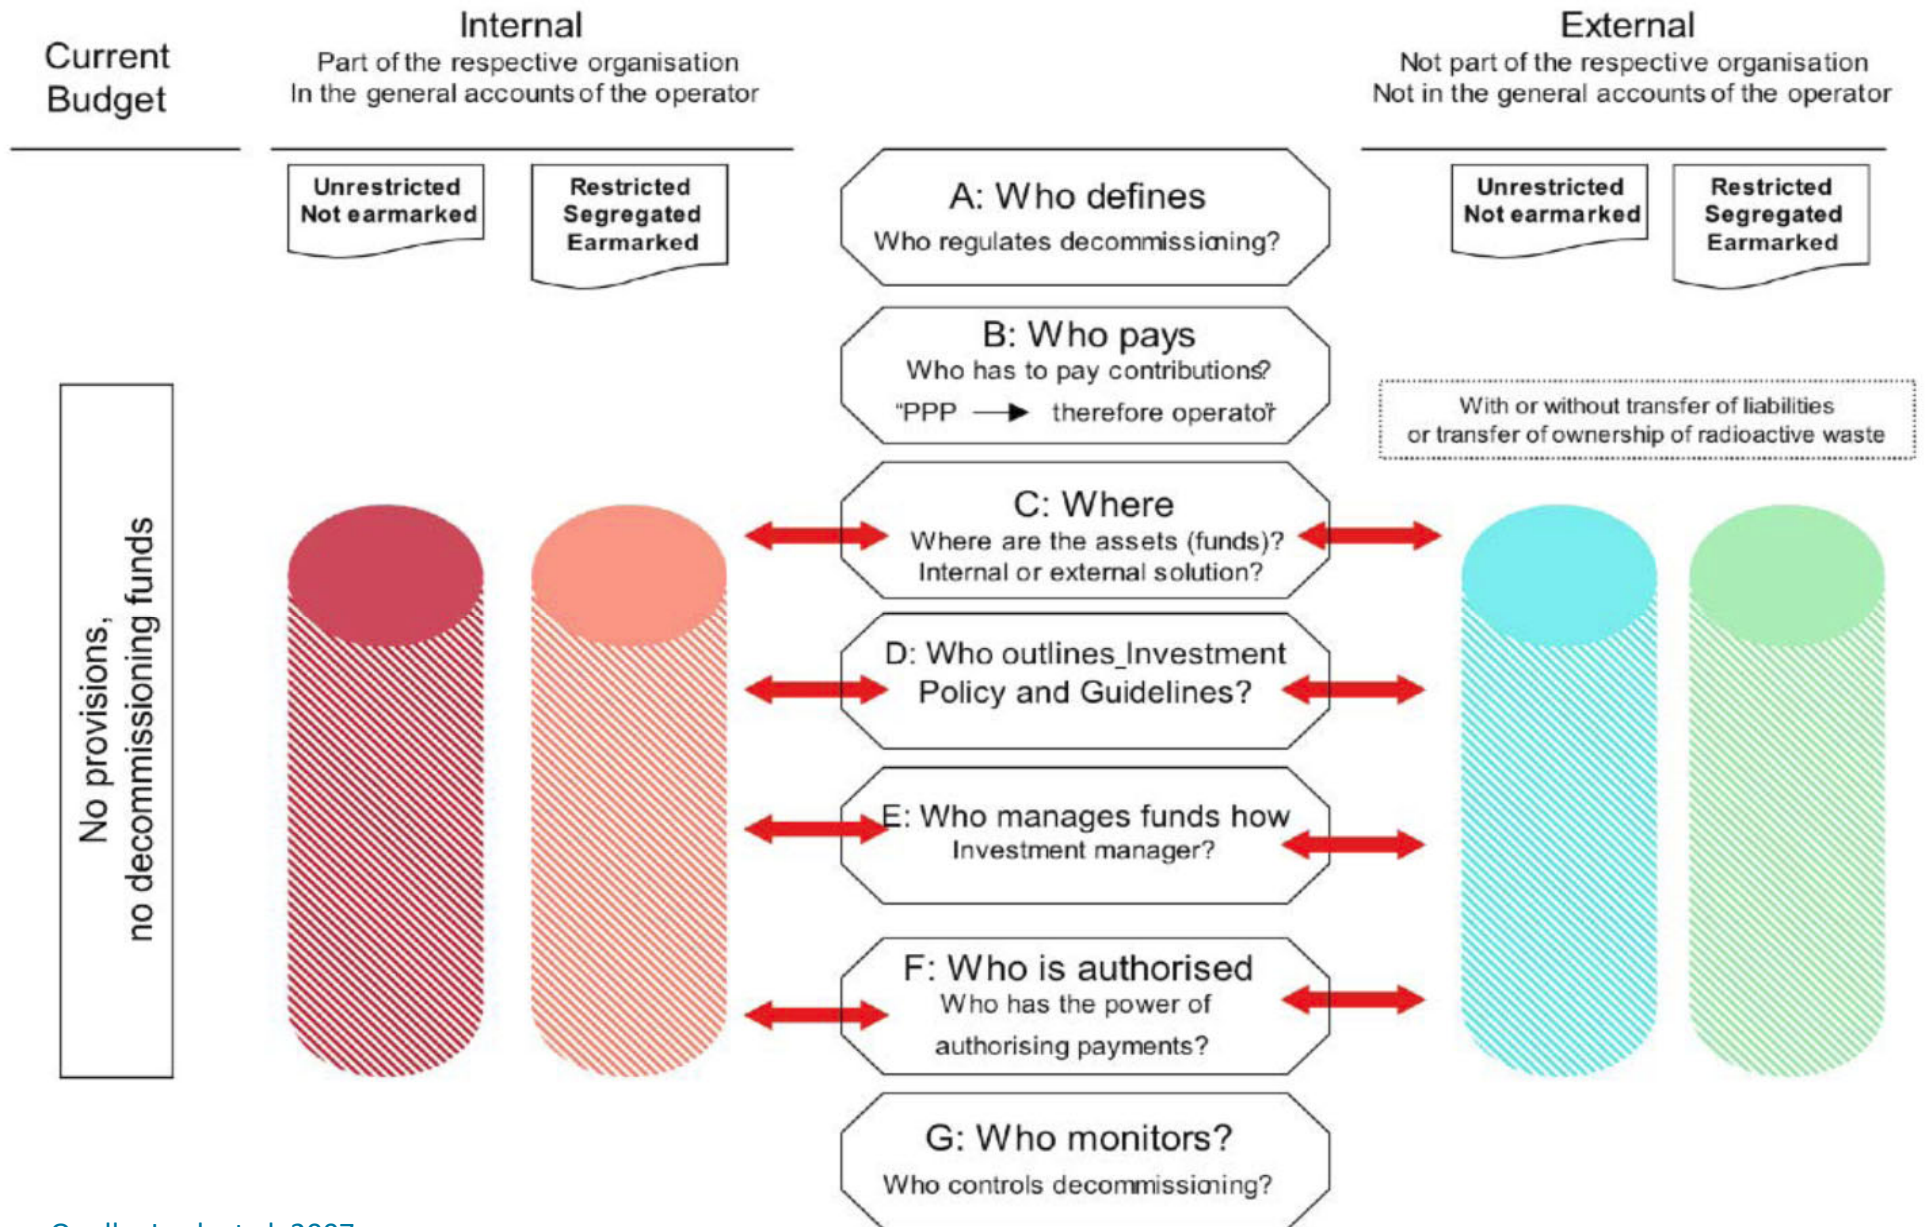 Current
Budget
Internal
Part of the respective organisation
In the general accounts of the operator
External
Not part of the respective organisation
Not in the general accounts of the operator
Unrestricted
Not earmarked
Restricted
Segregated
Earmarked
A: Who defines
Who regulates decommissioning?
Unrestricted
Not earmarked
Restricted
Segregated
Earmarked
B: Who pays
Who has to pay contributions?
"PPP → therefore operator"
With or without transfer of liabilities
or transfer of ownership of radioactive waste
No provisions,
no decommissioning funds
C: Where
Where are the assets (funds)?
Internal or external solution?
D: Who outlines_Investment
Policy and Guidelines?
E: Who manages funds how
Investment manager?
F: Who is authorised
Who has the power of
authorising payments?
G: Who monitors?
Who controls decommissioning?